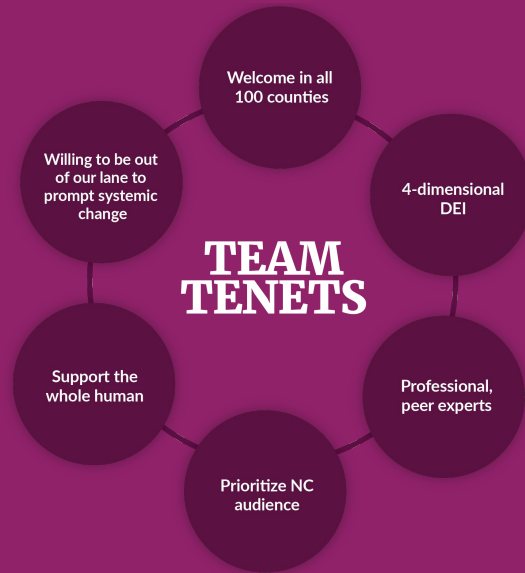 Welcome in all
100 counties
Willing to be out
of our lane to
prompt systemic
change
4-dimensional
DEI
TEAM
TENETS
Support the
whole human
Professional,
peer experts
Prioritize NC
audience